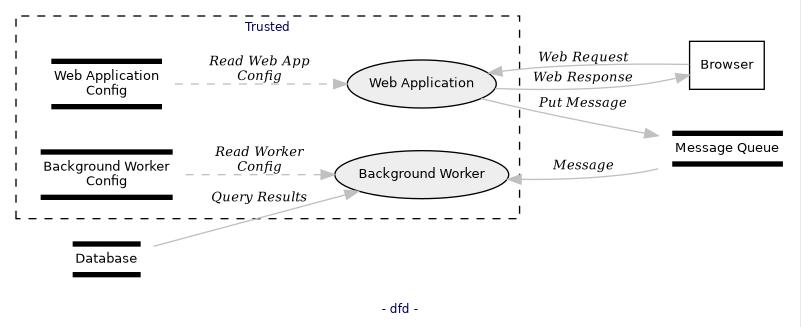 Trusted
Web Application
Config
Read Web App
Config
Web Application
Web Request
Web Response
Put Message
Browser
Message Queue
Background Worker
Config
Read Worker
Config
Background Worker
Message
Query Results
Database
- dfd -